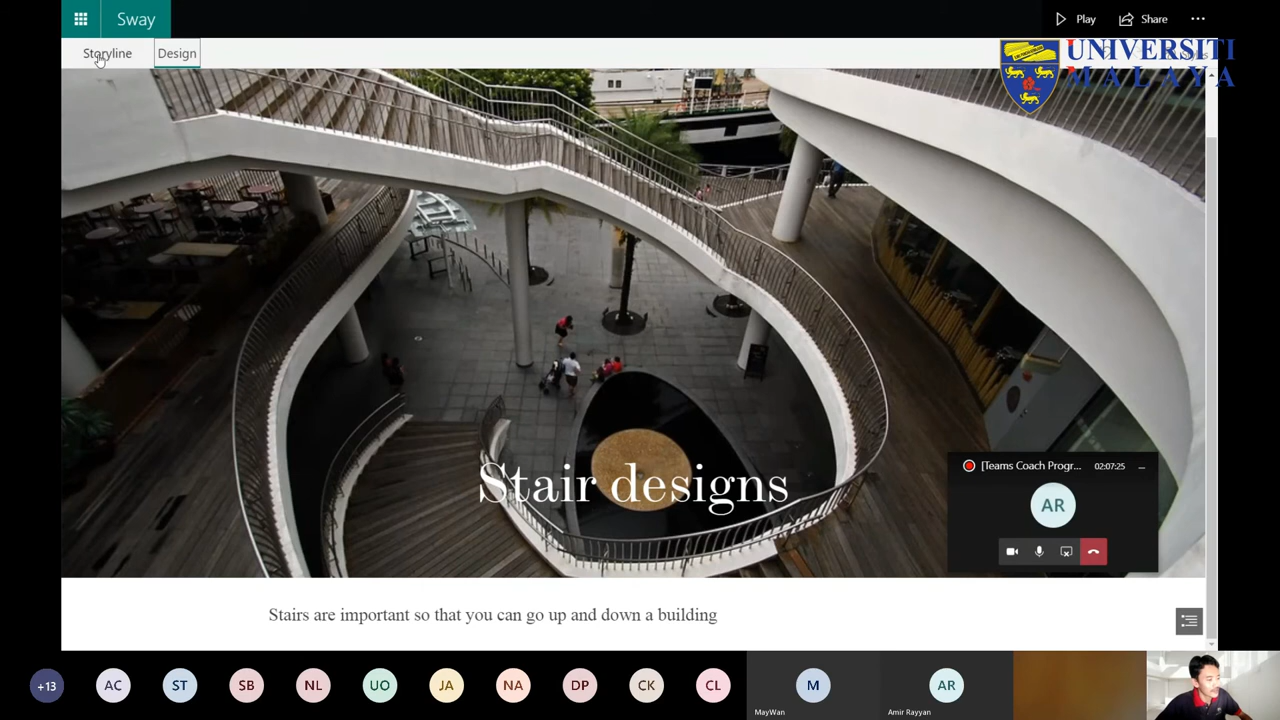 Sway
Play
Share
Storyline
Design
UNIVERSITI
MALAYA
Stair designs
[Teams Coach Progr...
02:07:25
AR
Stairs are important so that you can go up and down a building
+13
AC
ST
SB
NL
UO
JA
NA
DP
CK
CL
M
AR
MayWan
Amir Rayyan